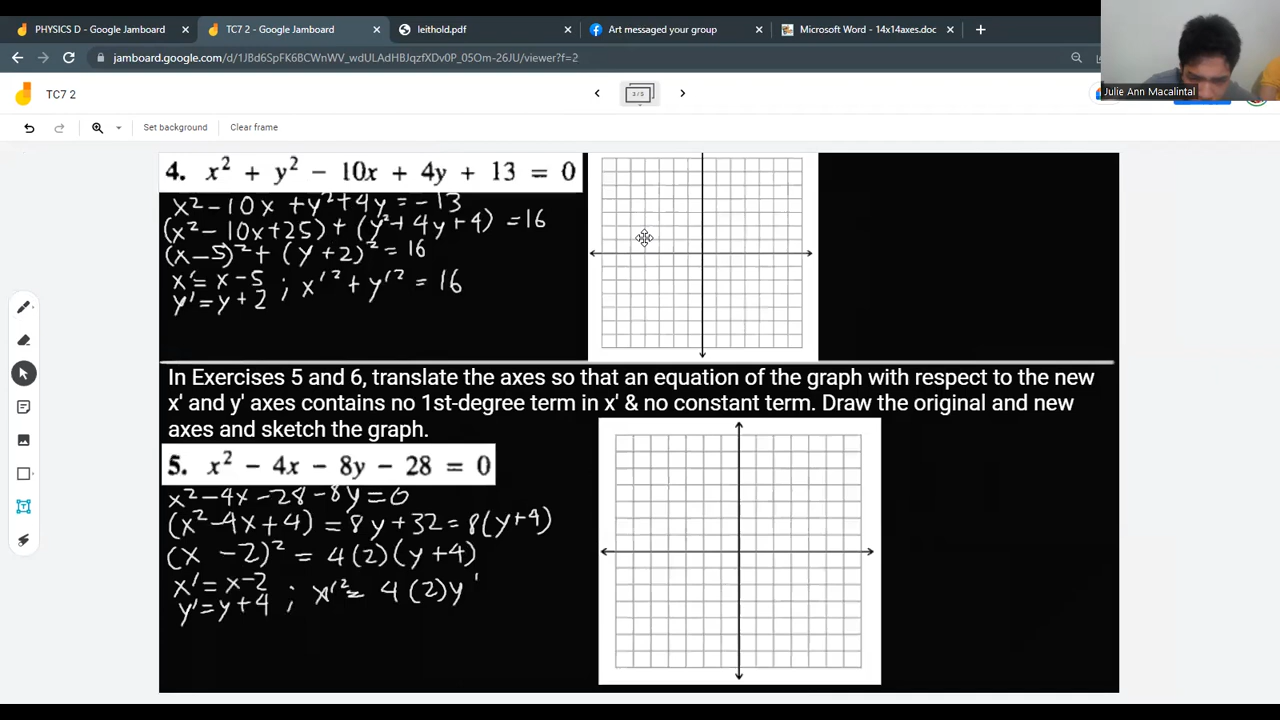 PHYSICS D - Google Jamboard
TC7 2 - Google Jamboard
leithold.pdf
Art messaged your group
Microsoft Word - 14x14axes.doc
jamboard.google.com/d/1JBd6SpFK6BCWnWV_wdULAdHBJqzfXDv0P_05Om-26JU/viewer?f=2
Julie Ann Macalintal
TC7 2
3 / 5
Set background
Clear frame
4. x² + y² − 10x + 4y + 13 = 0
x² − 10x + y² + 4y = −13
(x² − 10x + 25) + (y² + 4y + 4) = 16
(x − 5)² + (y + 2)² = 16
x' = x − 5
y' = y + 2 ; x'² + y'² = 16
In Exercises 5 and 6, translate the axes so that an equation of the graph with respect to the new
x' and y' axes contains no 1st-degree term in x' & no constant term. Draw the original and new
axes and sketch the graph.
5. x² − 4x − 8y − 28 = 0
x² − 4x − 28 − 8y = 0
(x² − 4x + 4) = 8y + 32 = 8(y + 4)
(x − 2)² = 4(2)(y + 4)
x' = x − 2
y' = y + 4 ; x'² = 4(2)y'